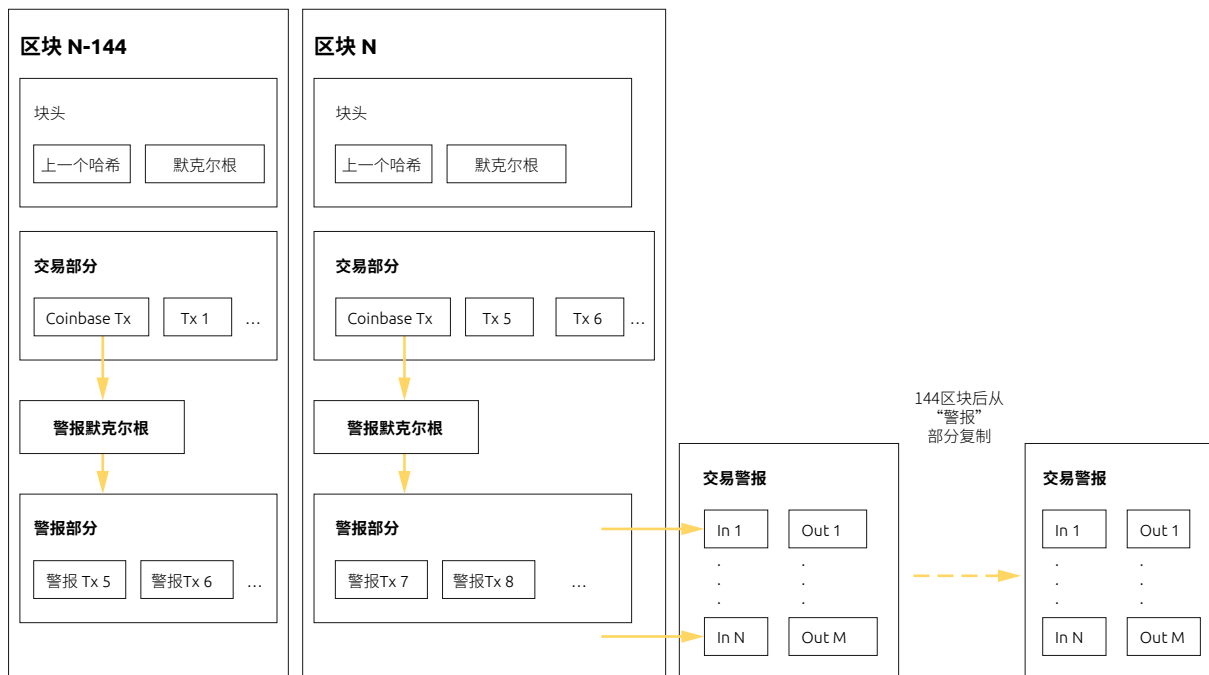 区块 N-144
块头
上一个哈希
默克尔根
交易部分
Coinbase Tx
Tx 1
...
警报默克尔根
警报部分
警报 Tx 5
警报Tx 6
...
区块 N
块头
上一个哈希
默克尔根
交易部分
Coinbase Tx
Tx 5
Tx 6
...
警报默克尔根
警报部分
警报Tx 7
警报Tx 8
...
交易警报
In 1
Out 1
.
.
.
.
In N
Out M
144区块后从
“警报”
部分复制
交易警报
In 1
Out 1
.
.
.
.
In N
Out M